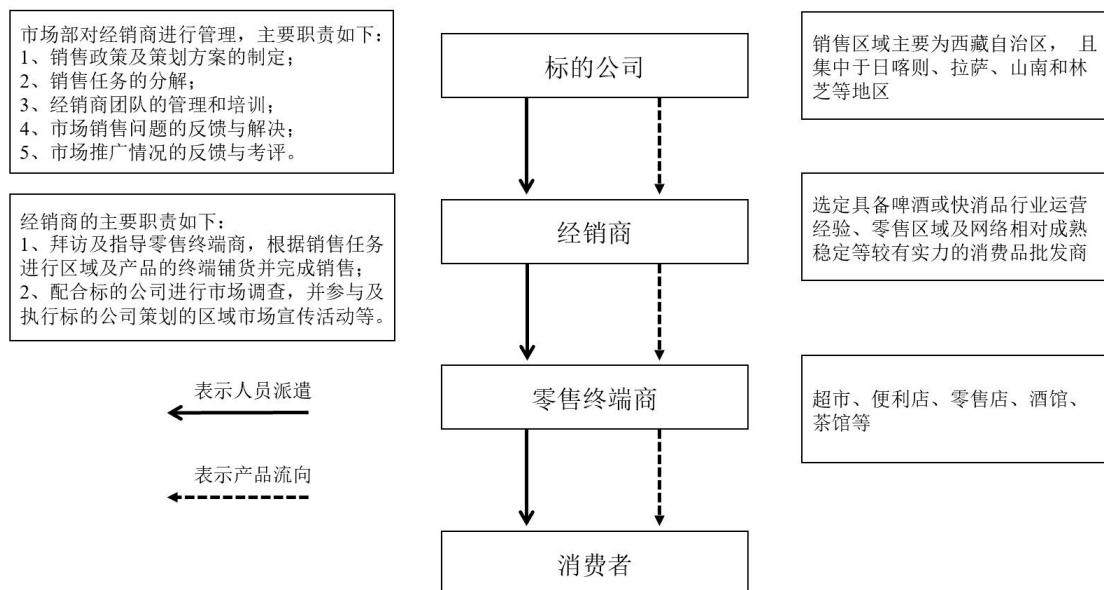 市场部对经销商进行管理，主要职责如下：
1、销售政策及策划方案的制定；
2、销售任务的分解；
3、经销商团队的管理和培训；
4、市场销售问题的反馈与解决；
5、市场推广情况的反馈与考评。
标的公司
销售区域主要为西藏自治区， 且
集中于日喀则、拉萨、山南和林
芝等地区
经销商的主要职责如下：
1、拜访及指导零售终端商，根据销售任务
进行区域及产品的终端铺货并完成销售；
2、配合标的公司进行市场调查，并参与及
执行标的公司策划的区域市场宣传活动等。
经销商
选定具备啤酒或快消品行业运营
经验、零售区域及网络相对成熟
稳定等较有实力的消费品批发商
表示人员派遣
零售终端商
超市、便利店、零售店、酒馆、
茶馆等
表示产品流向
消费者